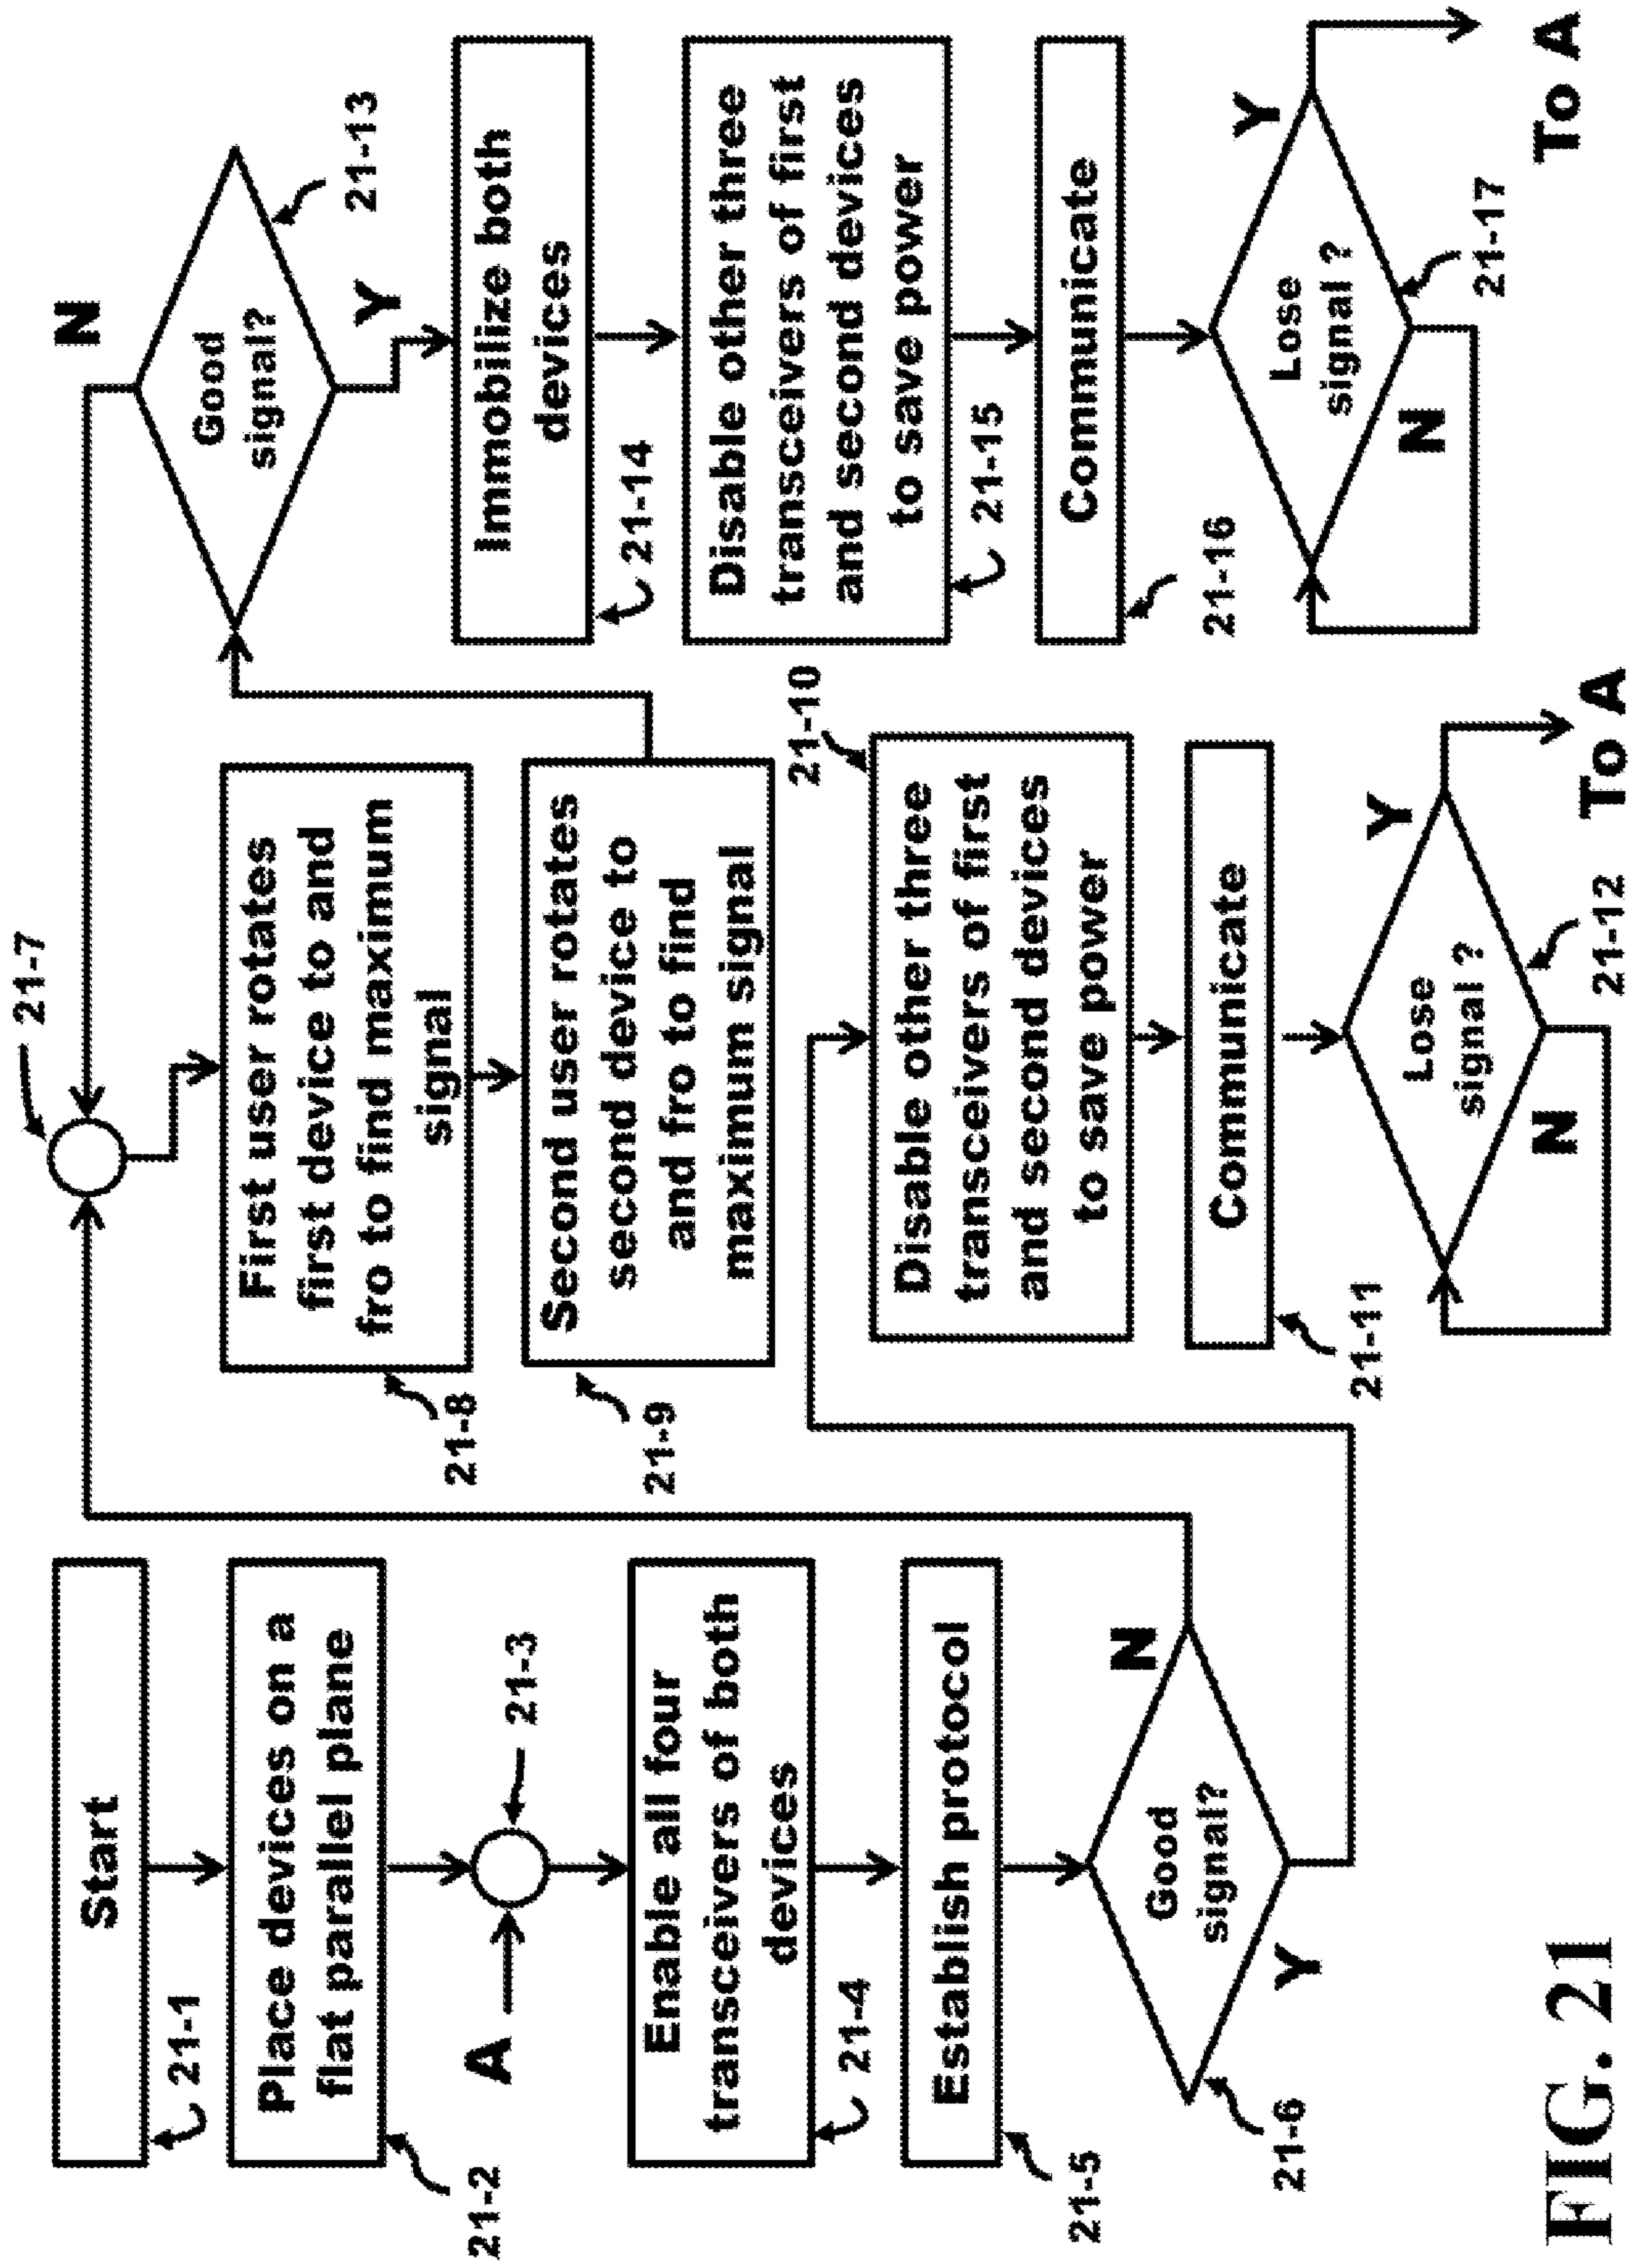 Start
21-1
Place devices on a
flat parallel plane
21-2
A
21-3
Enable all four
transceivers of both
devices
21-4
Establish protocol
21-5
Good
signal?
N
Y
21-6
21-7
First user rotates
first device to and
fro to find maximum
signal
21-8
Second user rotates
second device to
and fro to find
maximum signal
21-9
21-10
Disable other three
transceivers of first
and second devices
to save power
Communicate
21-11
Lose
signal ?
Y
N
21-12
To A
N
Good
signal?
21-13
Y
Immobilize both
devices
21-14
Disable other three
transceivers of first
and second devices
to save power
21-15
Communicate
21-16
Lose
signal ?
Y
N
21-17
To A
FIG. 21